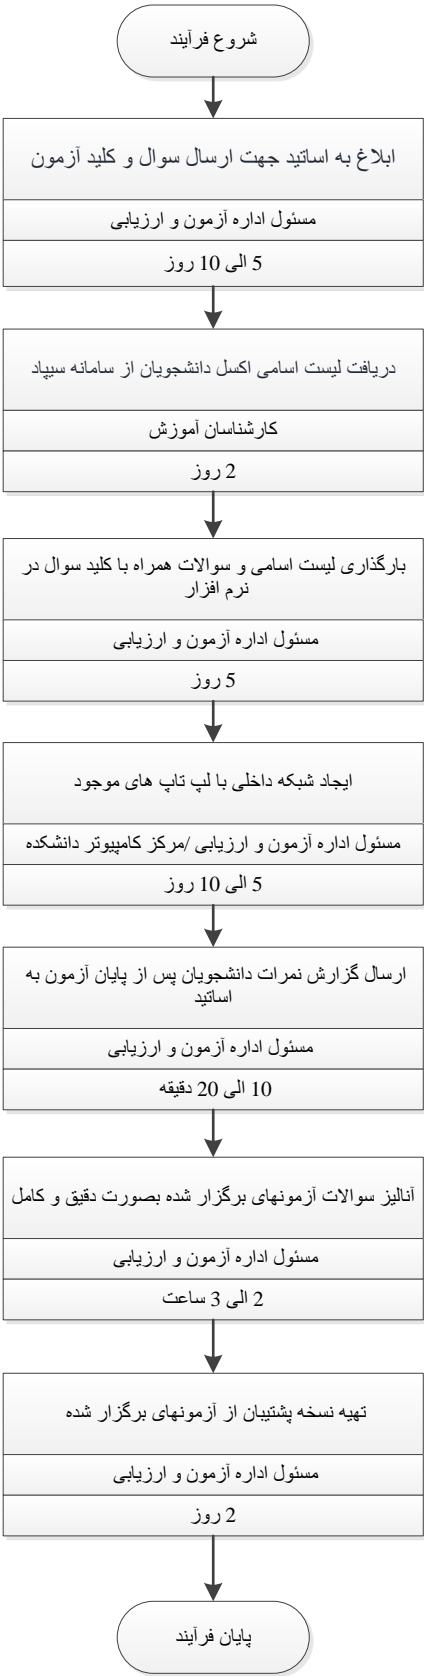 شروع فرآیند
ابلاغ به اساتید جهت ارسال سوال و کلید آزمون
مسئول اداره آزمون و ارزیابی
5 الی 10 روز
دریافت لیست اسامی اکسل دانشجویان از سامانه سیپاد
کارشناسان آموزش
2 روز
بارگذاری لیست اسامی و سوالات همراه با کلید سوال در
نرم افزار
مسئول اداره آزمون و ارزیابی
5 روز
ایجاد شبکه داخلی با لپ تاپ های موجود
مسئول اداره آزمون و ارزیابی /مرکز کامپیوتر دانشکده
5 الی 10 روز
ارسال گزارش نمرات دانشجویان پس از پایان آزمون به
اساتید
مسئول اداره آزمون و ارزیابی
10 الی 20 دقیقه
آنالیز سوالات آزمونهای برگزار شده بصورت دقیق و کامل
مسئول اداره آزمون و ارزیابی
2 الی 3 ساعت
تهیه نسخه پشتیبان از آزمونهای برگزار شده
مسئول اداره آزمون و ارزیابی
2 روز
پایان فرآیند